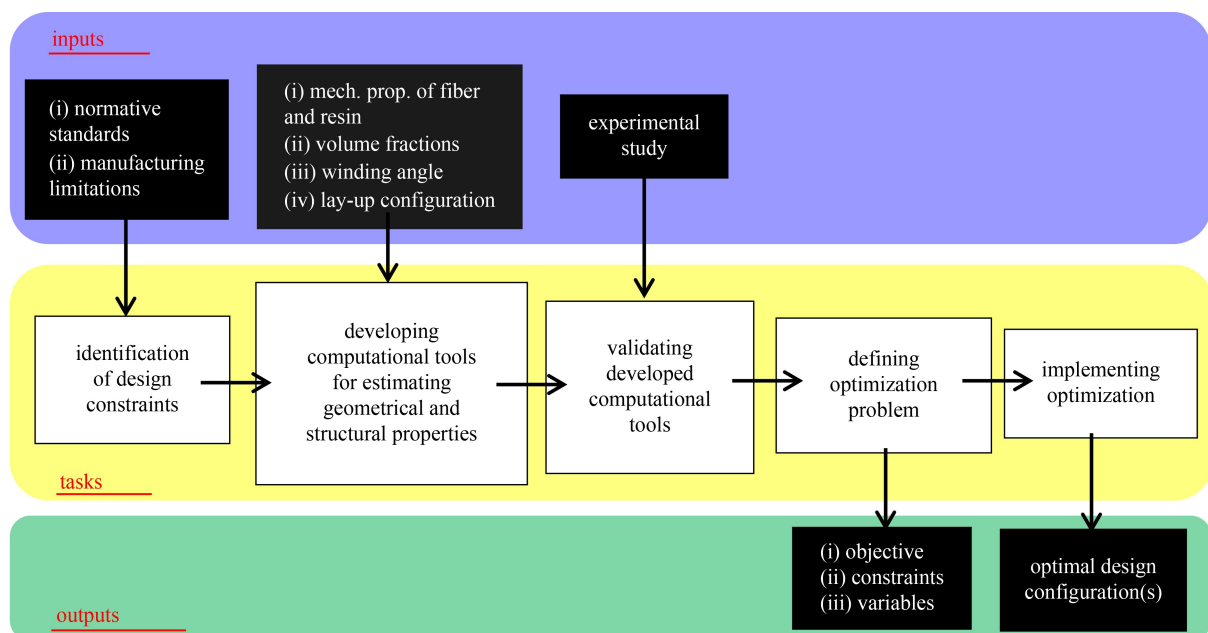 inputs
(i) normative
standards
(ii) manufacturing
limitations
(i) mech. prop. of fiber
and resin
(ii) volume fractions
(iii) winding angle
(iv) lay-up configuration
experimental
study
identification
of design
constraints
developing
computational tools
for estimating
geometrical and
structural properties
validating
developed
computational
tools
defining
optimization
problem
implementing
optimization
tasks
(i) objective
(ii) constraints
(iii) variables
optimal design
configuration(s)
outputs